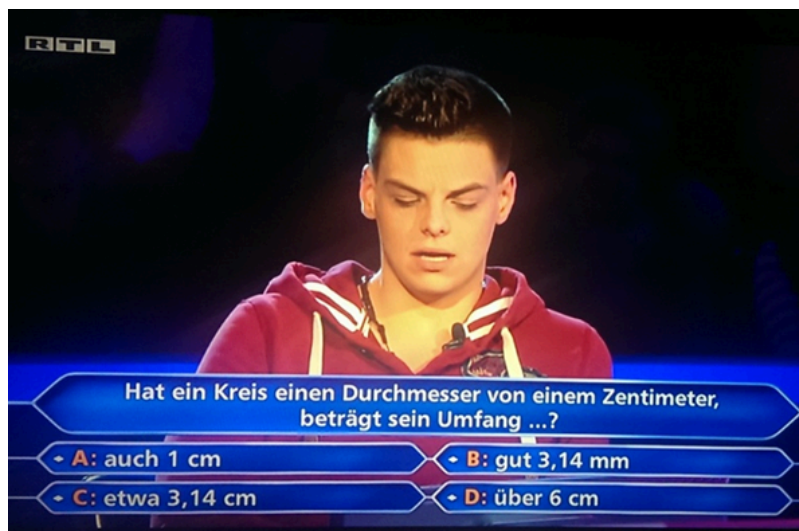 RTL
Hat ein Kreis einen Durchmesser von einem Zentimeter,
beträgt sein Umfang ...?
A: auch 1 cm
B: gut 3,14 mm
C: etwa 3,14 cm
D: über 6 cm